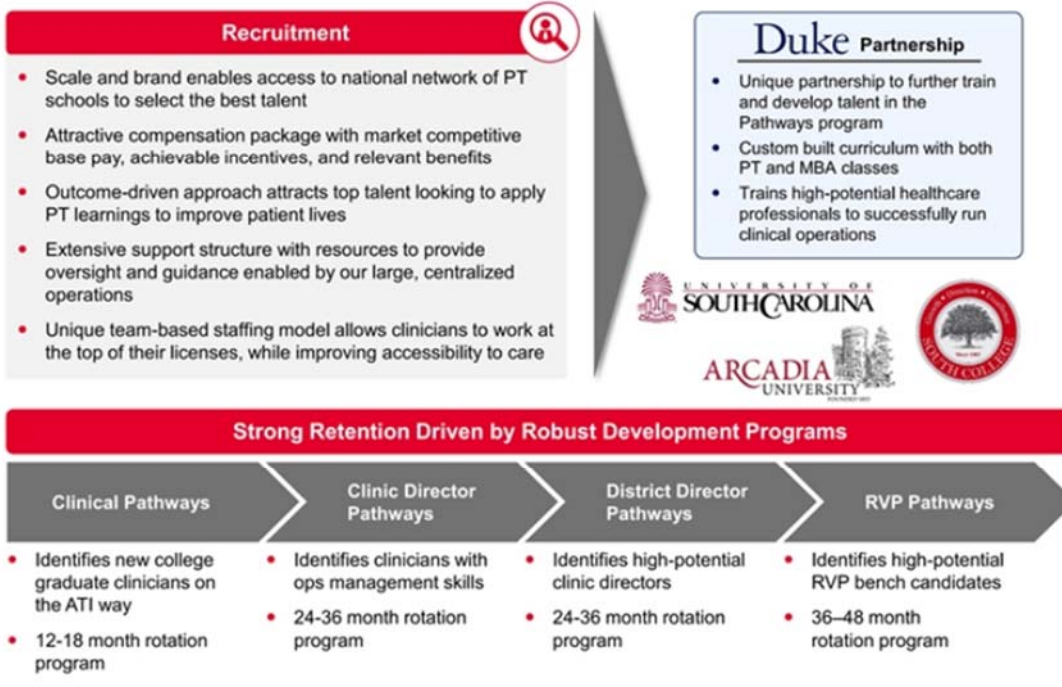 Recruitment
• Scale and brand enables access to national network of PT
schools to select the best talent
• Attractive compensation package with market competitive
base pay, achievable incentives, and relevant benefits
• Outcome-driven approach attracts top talent looking to apply
PT learnings to improve patient lives
• Extensive support structure with resources to provide
oversight and guidance enabled by our large, centralized
operations
• Unique team-based staffing model allows clinicians to work at
the top of their licenses, while improving accessibility to care
Duke Partnership
• Unique partnership to further train
and develop talent in the
Pathways program
• Custom built curriculum with both
PT and MBA classes
• Trains high-potential healthcare
professionals to successfully run
clinical operations
UNIVERSITY OF
SOUTH CAROLINA
ARCADIA
UNIVERSITY
SOUTH COLLEGE
Strong Retention Driven by Robust Development Programs
Clinical Pathways
• Identifies new college
graduate clinicians on
the ATI way
• 12-18 month rotation
program
Clinic Director
Pathways
• Identifies clinicians with
ops management skills
• 24-36 month rotation
program
District Director
Pathways
• Identifies high-potential
clinic directors
• 24-36 month rotation
program
RVP Pathways
• Identifies high-potential
RVP bench candidates
• 36–48 month
rotation program